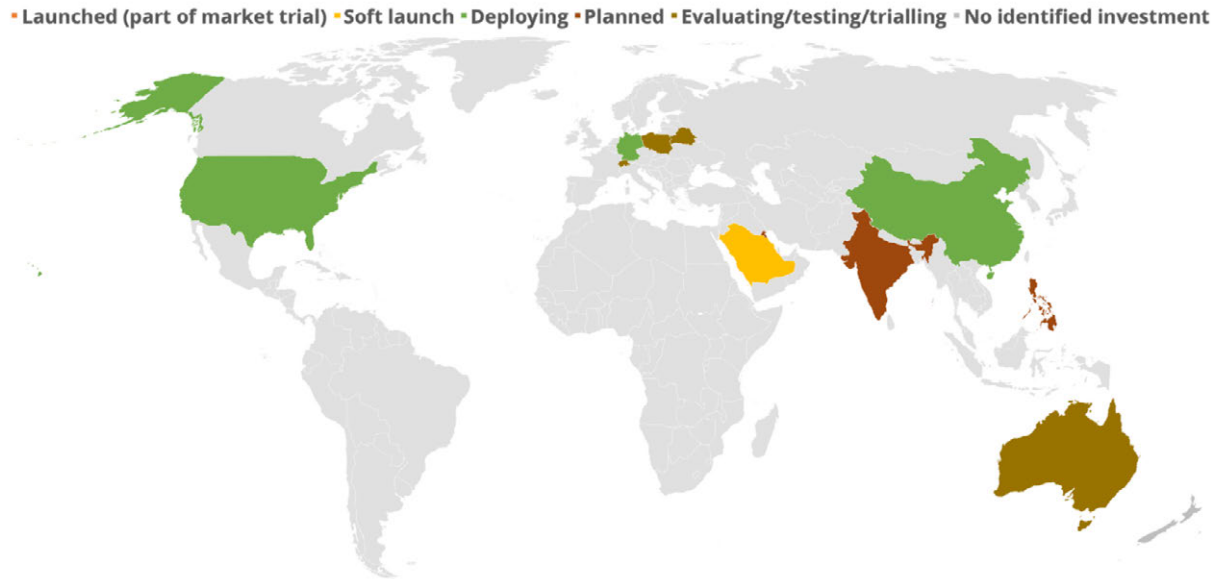 Launched (part of market trial) Soft launch Deploying Planned Evaluating/testing/trialling No identified investment